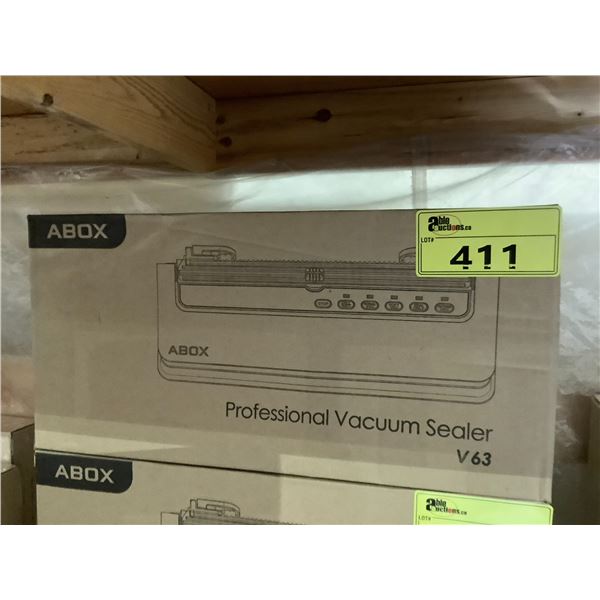 ABOX
able auctions.ca
LOT#
411
ABOX
Professional Vacuum Sealer
V63
ABOX
able auctions.ca
LOT#